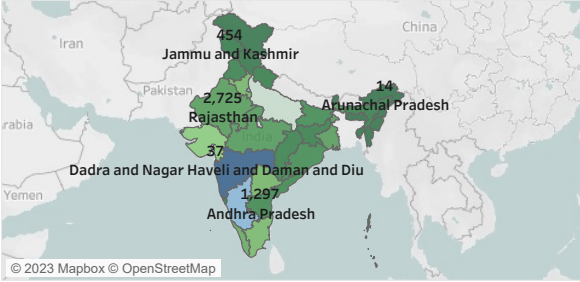 Iran
China
454
Jammu and Kashmir
Pakistan
2,725
Rajasthan
14
Arunachal Pradesh
India
37
Dadra and Nagar Haveli and Daman and Diu
1,297
Andhra Pradesh
Yemen
© 2023 Mapbox © OpenStreetMap